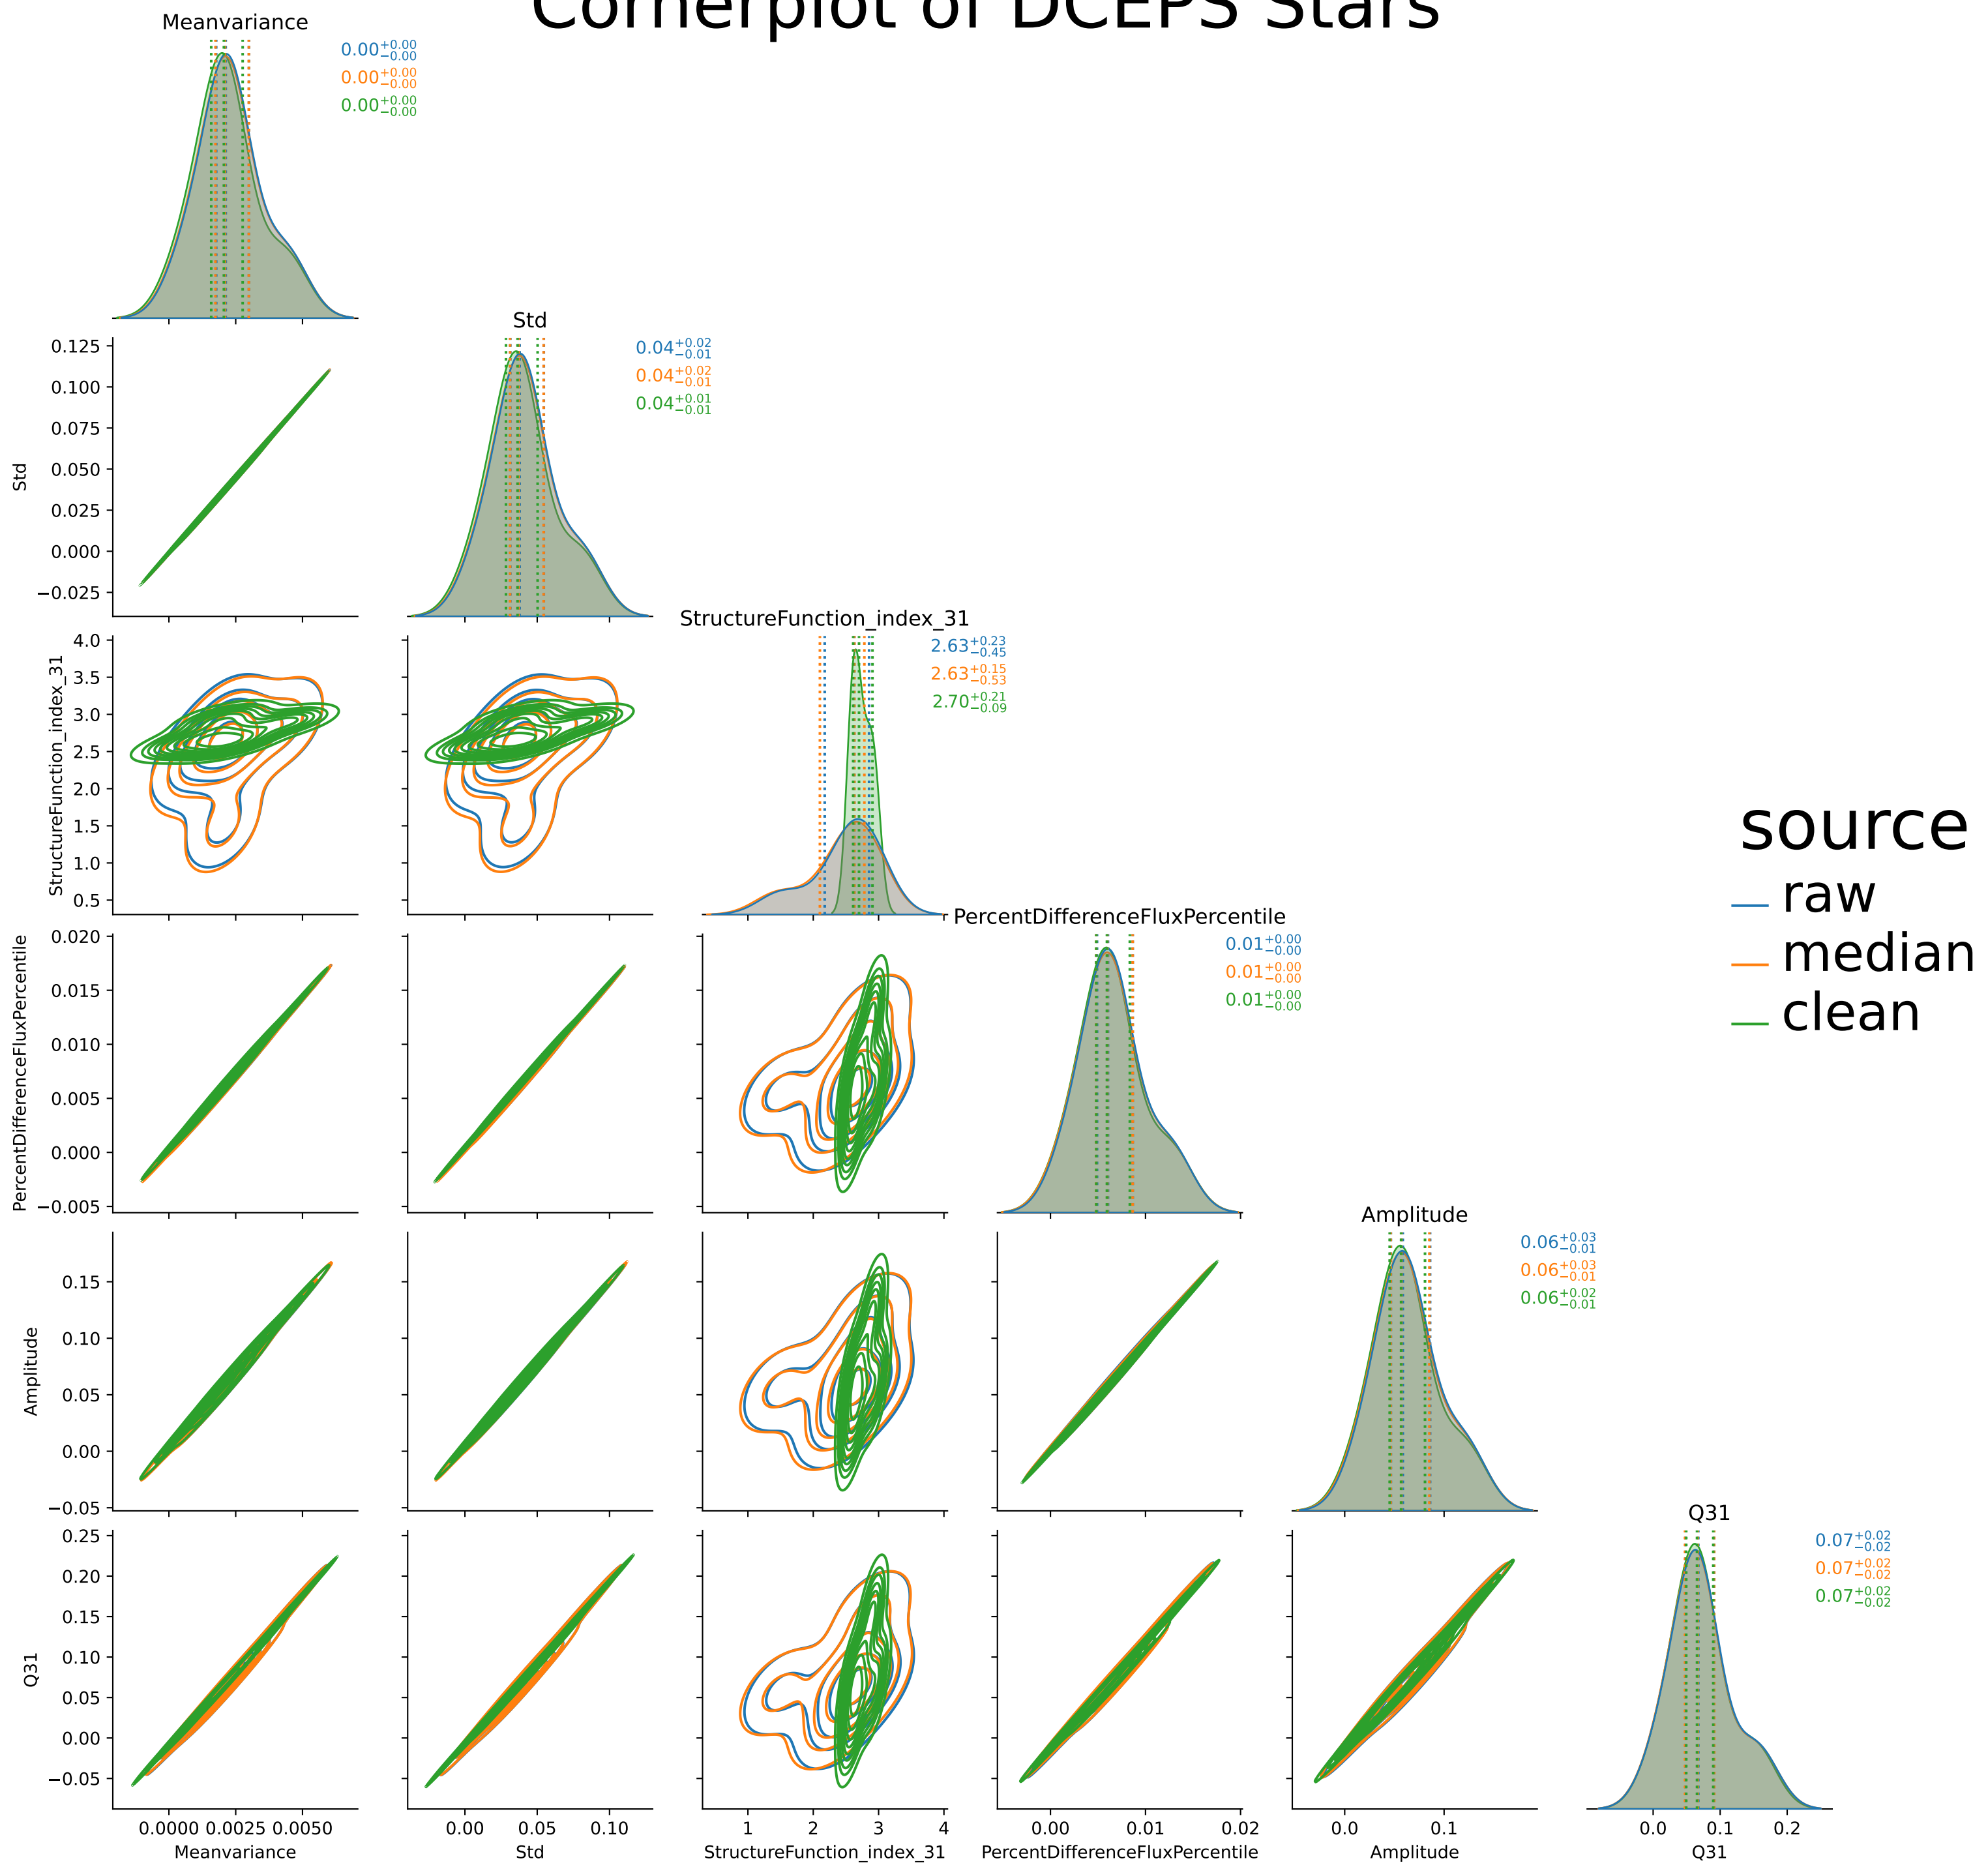 Cornerplot of DCEPS Stars
Meanvariance
0.00+0.00−0.00
0.00+0.00−0.00
0.00+0.00−0.00
Std
0.04+0.02−0.01
0.04+0.02−0.01
0.04+0.01−0.01
0.125
0.100
0.075
0.050
0.025
0.000
−0.025
Std
StructureFunction_index_31
2.63+0.23−0.45
2.63+0.15−0.53
2.70+0.21−0.09
4.0
3.5
3.0
2.5
2.0
1.5
1.0
0.5
StructureFunction_index_31
source
raw
median
clean
PercentDifferenceFluxPercentile
0.01+0.00−0.00
0.01+0.00−0.00
0.01+0.00−0.00
0.020
0.015
0.010
0.005
0.000
−0.005
PercentDifferenceFluxPercentile
Amplitude
0.06+0.03−0.01
0.06+0.03−0.01
0.06+0.02−0.01
0.15
0.10
0.05
0.00
−0.05
Amplitude
Q31
0.07+0.02−0.02
0.07+0.02−0.02
0.07+0.02−0.02
0.25
0.20
0.15
0.10
0.05
0.00
−0.05
Q31
0.0000 0.0025 0.0050
Meanvariance
0.00 0.05 0.10
Std
1 2 3 4
StructureFunction_index_31
0.00 0.01 0.02
PercentDifferenceFluxPercentile
0.0 0.1
Amplitude
0.0 0.1 0.2
Q31